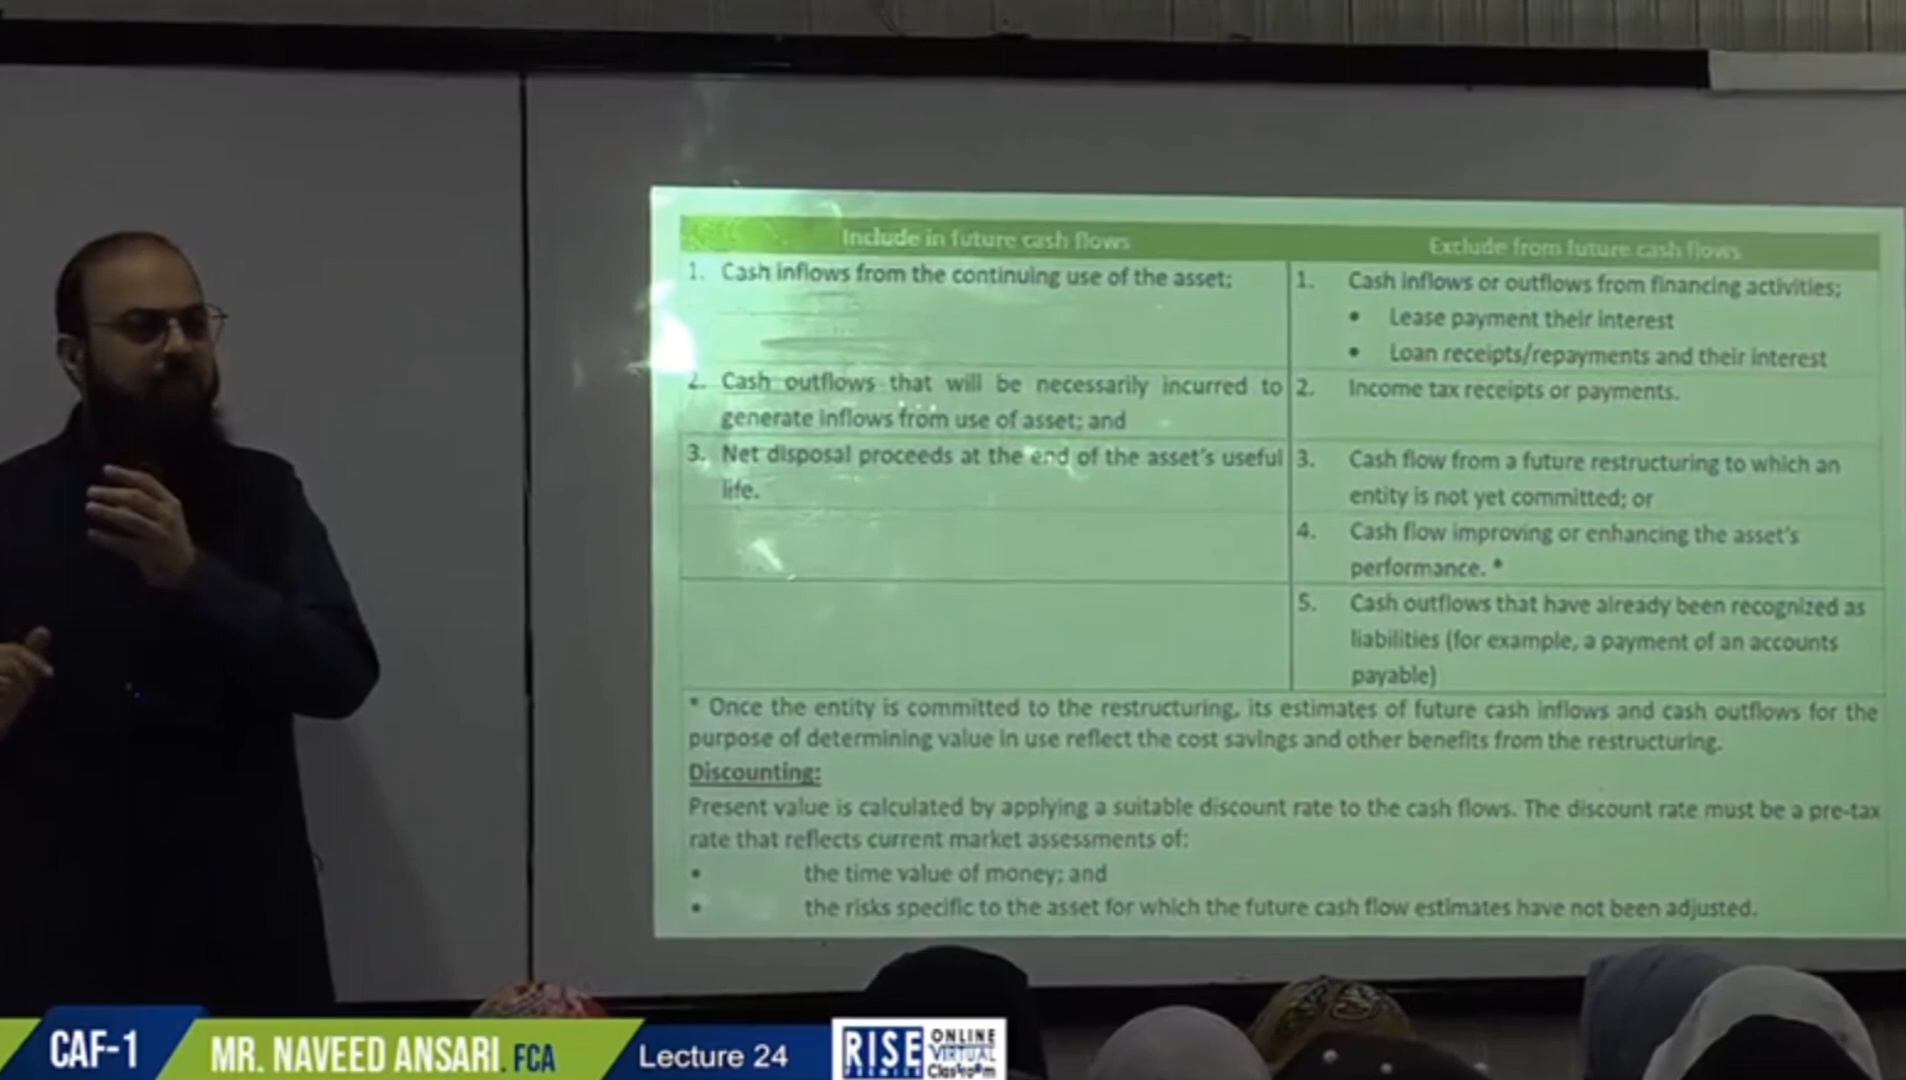 Include in future cash flows
Exclude from future cash flows
1. Cash inflows from the continuing use of the asset;
1. Cash inflows or outflows from financing activities;
• Lease payment their interest
• Loan receipts/repayments and their interest
2. Cash outflows that will be necessarily incurred to
generate inflows from use of asset; and
2. Income tax receipts or payments.
3. Net disposal proceeds at the end of the asset's useful
life.
3. Cash flow from a future restructuring to which an
entity is not yet committed; or
4. Cash flow improving or enhancing the asset's
performance. *
5. Cash outflows that have already been recognized as
liabilities (for example, a payment of an accounts
payable)
* Once the entity is committed to the restructuring, its estimates of future cash inflows and cash outflows for the
purpose of determining value in use reflect the cost savings and other benefits from the restructuring.
Discounting:
Present value is calculated by applying a suitable discount rate to the cash flows. The discount rate must be a pre-tax
rate that reflects current market assessments of:
• the time value of money; and
• the risks specific to the asset for which the future cash flow estimates have not been adjusted.
CAF-1
MR. NAVEED ANSARI. FCA
Lecture 24
RISE
ONLINE
VIRTUAL
Classroom